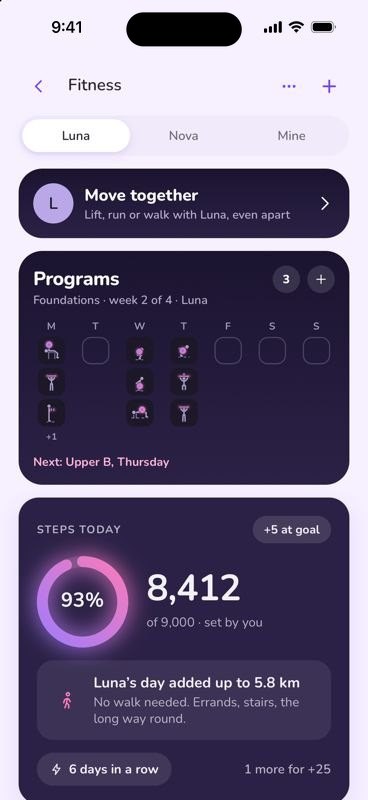 9:41
Fitness
Luna
Nova
Mine
L
Move together
Lift, run or walk with Luna, even apart
Programs
3
Foundations · week 2 of 4 · Luna
M T W T F S S
+1
Next: Upper B, Thursday
STEPS TODAY
+5 at goal
93%
8,412
of 9,000 · set by you
Luna’s day added up to 5.8 km
No walk needed. Errands, stairs, the
long way round.
6 days in a row
1 more for +25